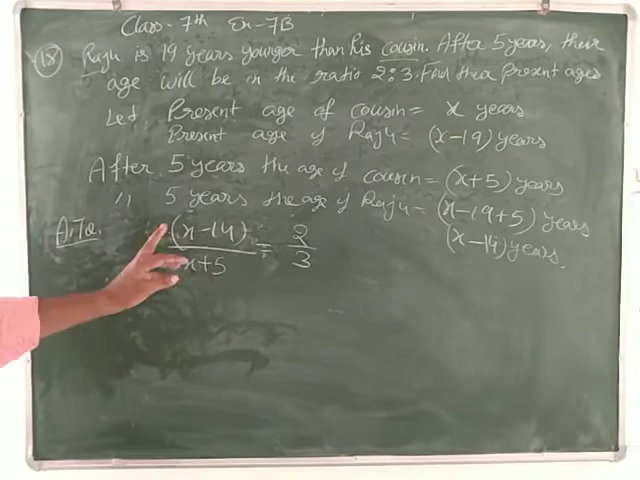 Class- 7th Ex-7B
(18) Raju is 19 years younger than his cousin. After 5 years, their
age will be in the ratio 2:3. Find their present ages
Let Present age of cousin = x years
Present age of Raju = (x-19) years
After 5 years the age of cousin = (x+5) years
" 5 years the age of Raju = (x-19+5) years
(x-14) years.
A.T.Q. (x-14) / x+5 = 2/3